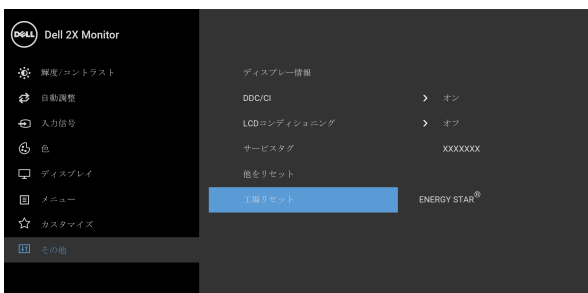 DELL Dell 2X Monitor
輝度/コントラスト
自動調整
入力信号
色
ディスプレイ
メニュー
カスタマイズ
その他
ディスプレー情報
DDC/CI オン
LCDコンディショニング オフ
サービスタグ XXXXXXX
他をリセット
工場リセット ENERGY STAR®